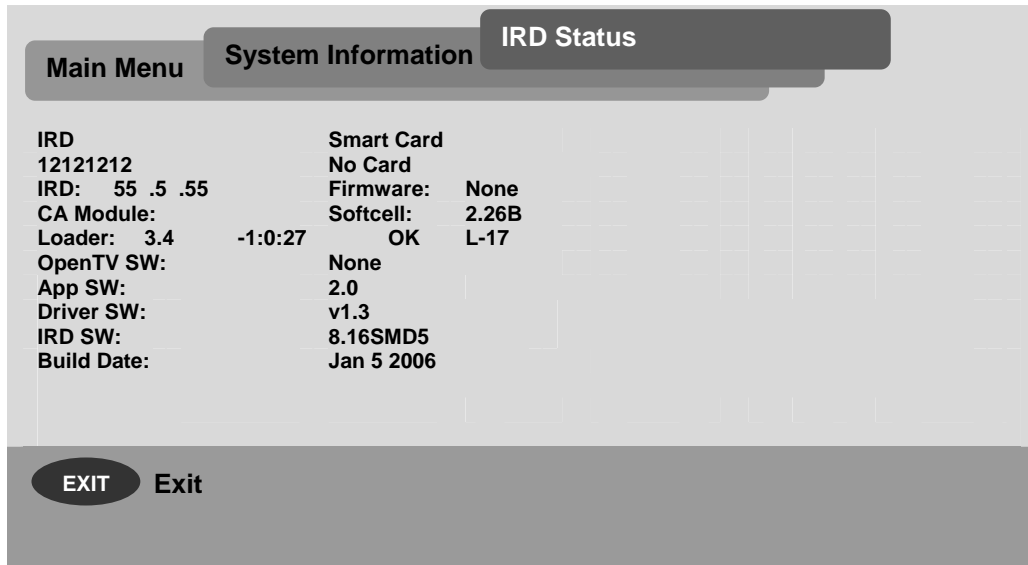 Main Menu
System Information
IRD Status
IRD Smart Card
12121212 No Card
IRD: 55 .5 .55 Firmware: None
CA Module: Softcell: 2.26B
Loader: 3.4 -1:0:27 OK L-17
OpenTV SW: None
App SW: 2.0
Driver SW: v1.3
IRD SW: 8.16SMD5
Build Date: Jan 5 2006
EXIT Exit